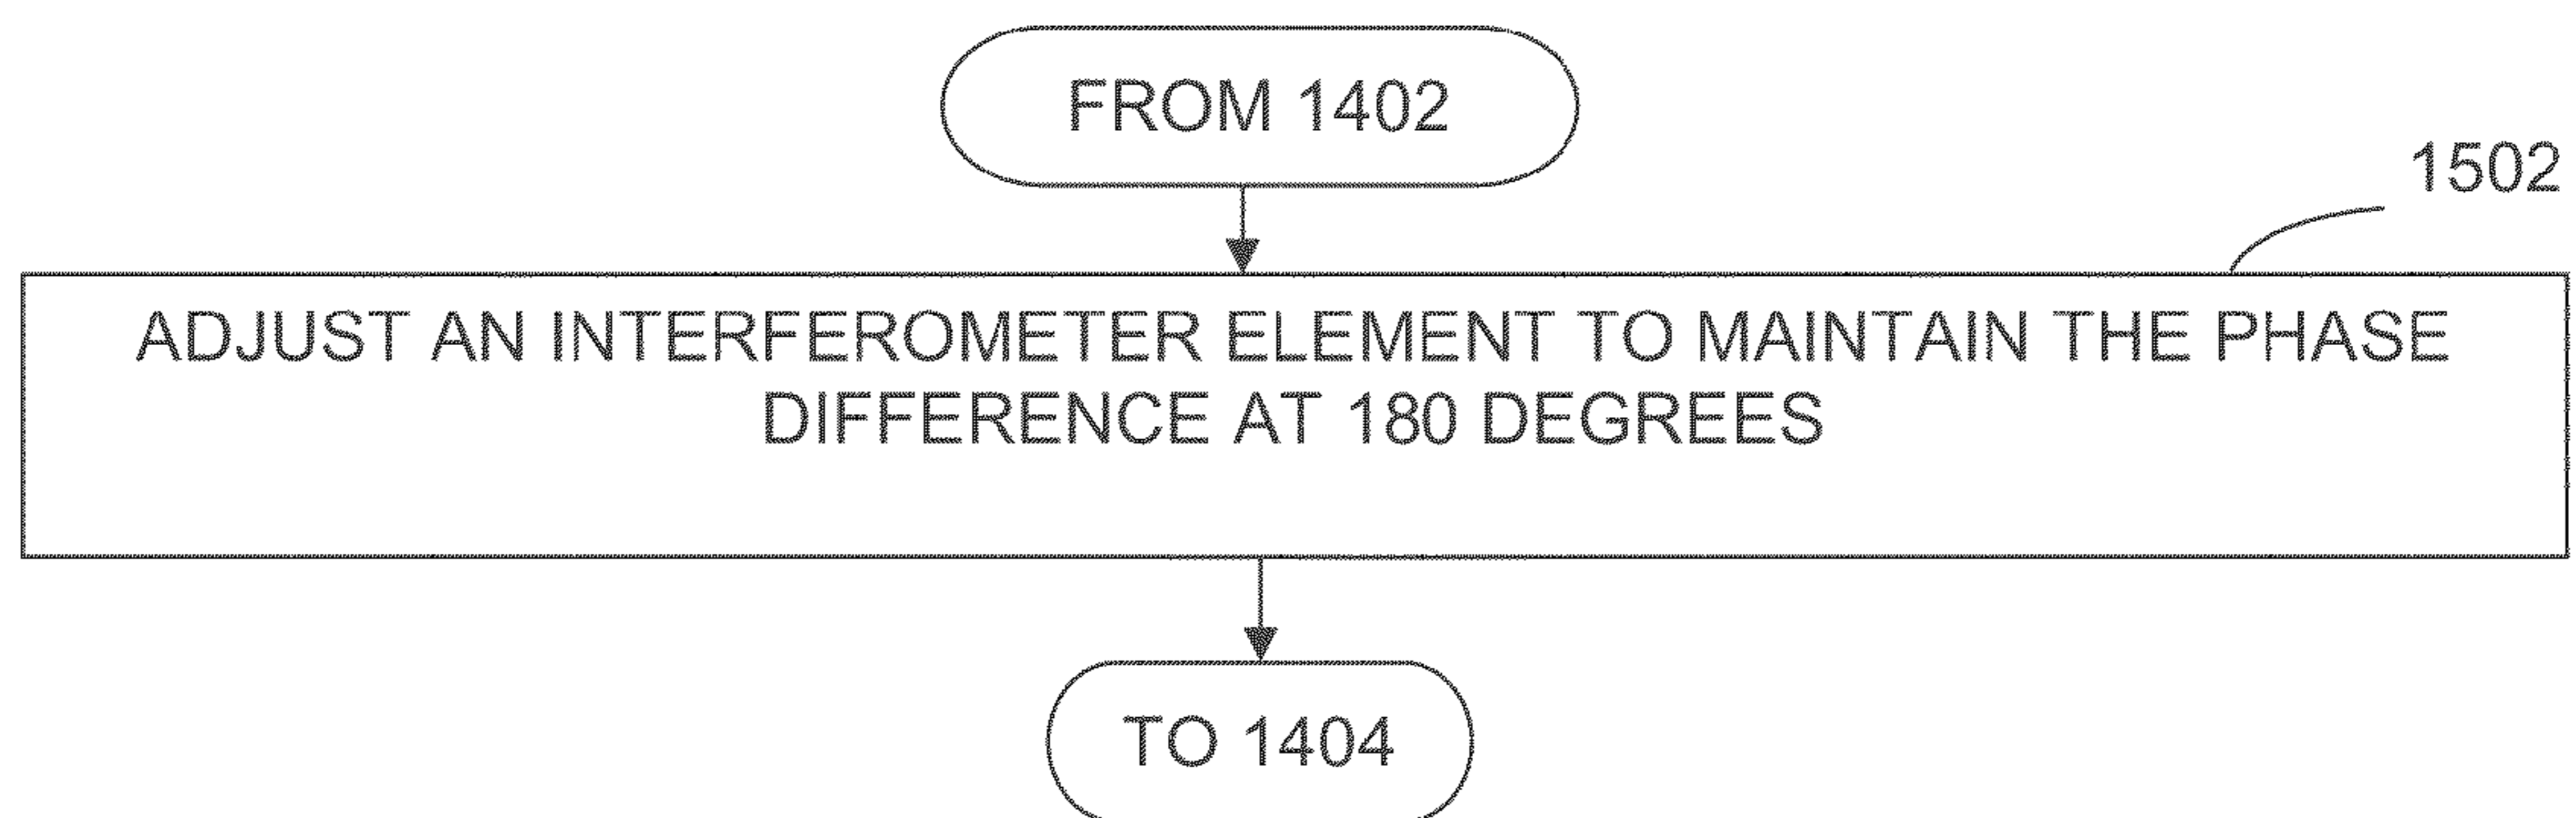 FROM 1402
1502
ADJUST AN INTERFEROMETER ELEMENT TO MAINTAIN THE PHASE
DIFFERENCE AT 180 DEGREES
TO 1404